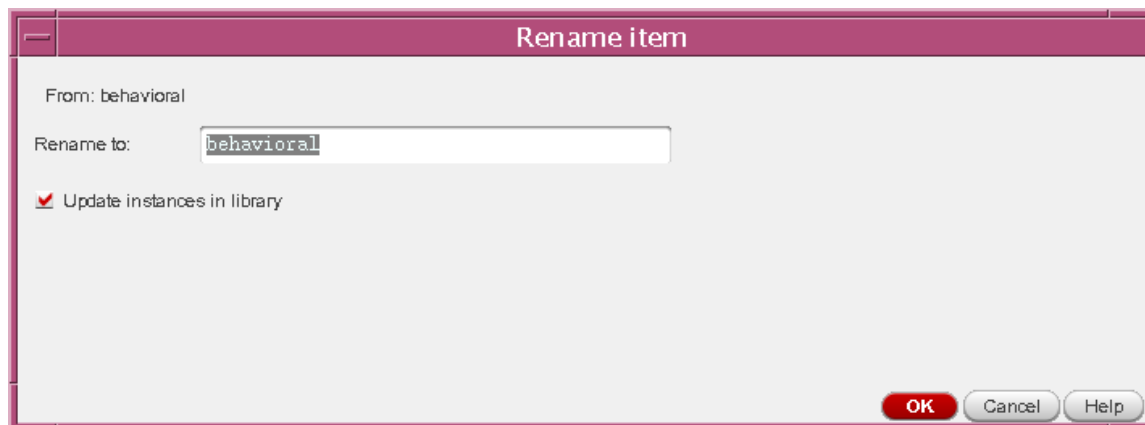 Rename item
From: behavioral
Rename to: behavioral
Update instances in library
OK Cancel Help